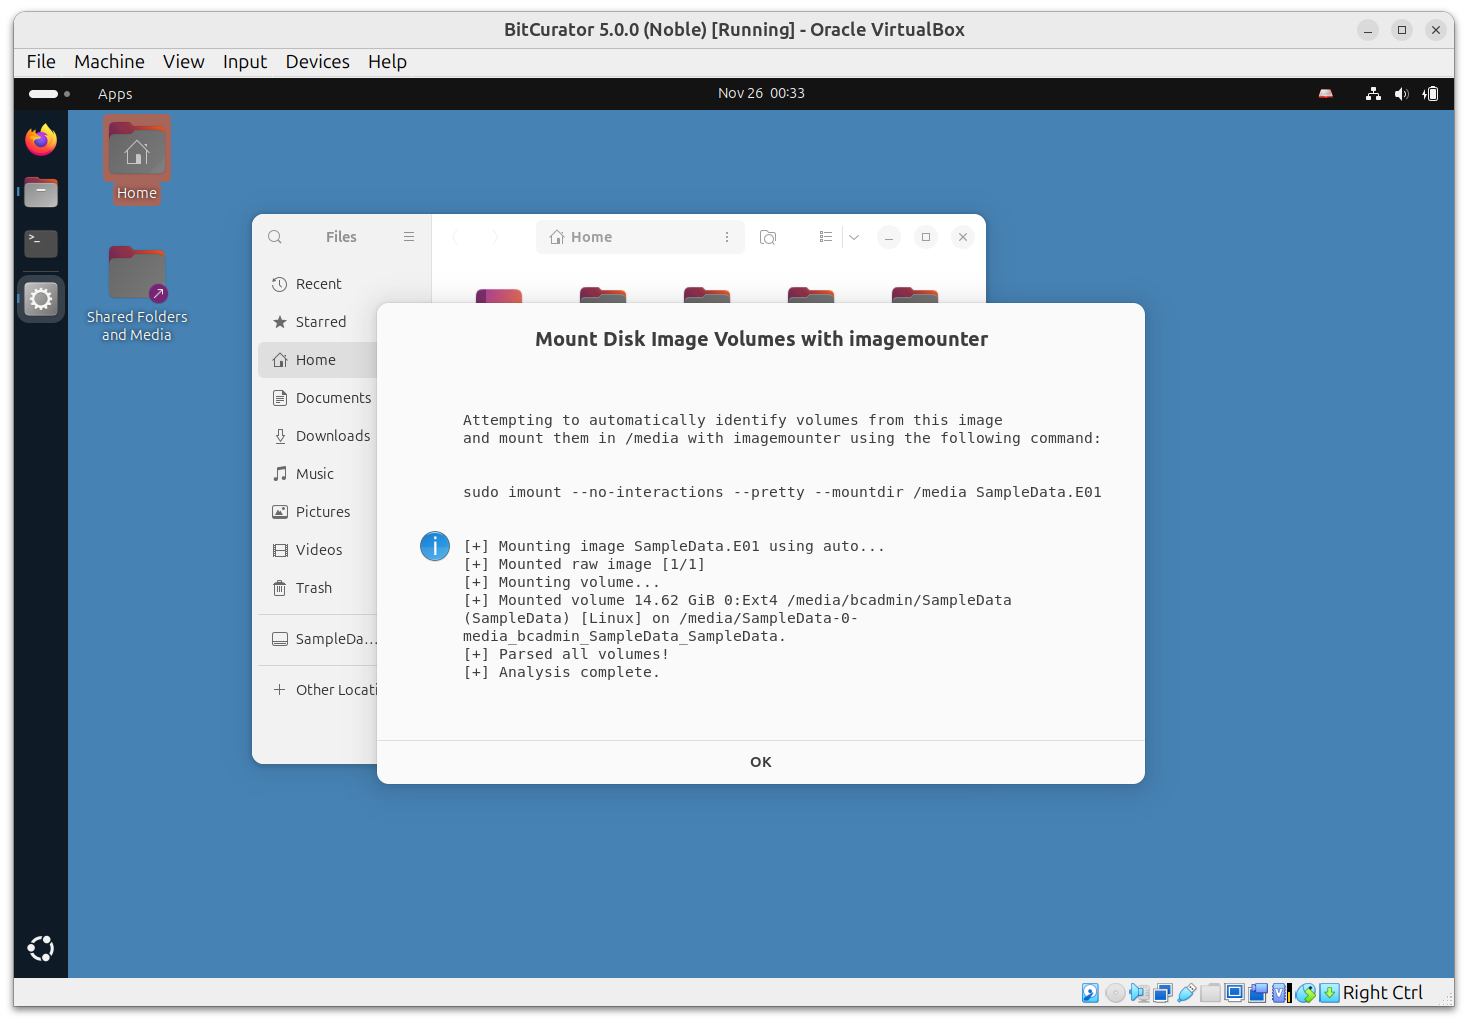 BitCurator 5.0.0 (Noble) [Running] - Oracle VirtualBox
File Machine View Input Devices Help
Apps
Nov 26 00:33
Home
Shared Folders
and Media
Files
Home
Recent
Starred
Home
Documents
Downloads
Music
Pictures
Videos
Trash
SampleDa...
Other Locati
Mount Disk Image Volumes with imagemounter
Attempting to automatically identify volumes from this image
and mount them in /media with imagemounter using the following command:
sudo imount --no-interactions --pretty --mountdir /media SampleData.E01
[+] Mounting image SampleData.E01 using auto...
[+] Mounted raw image [1/1]
[+] Mounting volume...
[+] Mounted volume 14.62 GiB 0:Ext4 /media/bcadmin/SampleData
(SampleData) [Linux] on /media/SampleData-0-
media_bcadmin_SampleData_SampleData.
[+] Parsed all volumes!
[+] Analysis complete.
OK
Right Ctrl